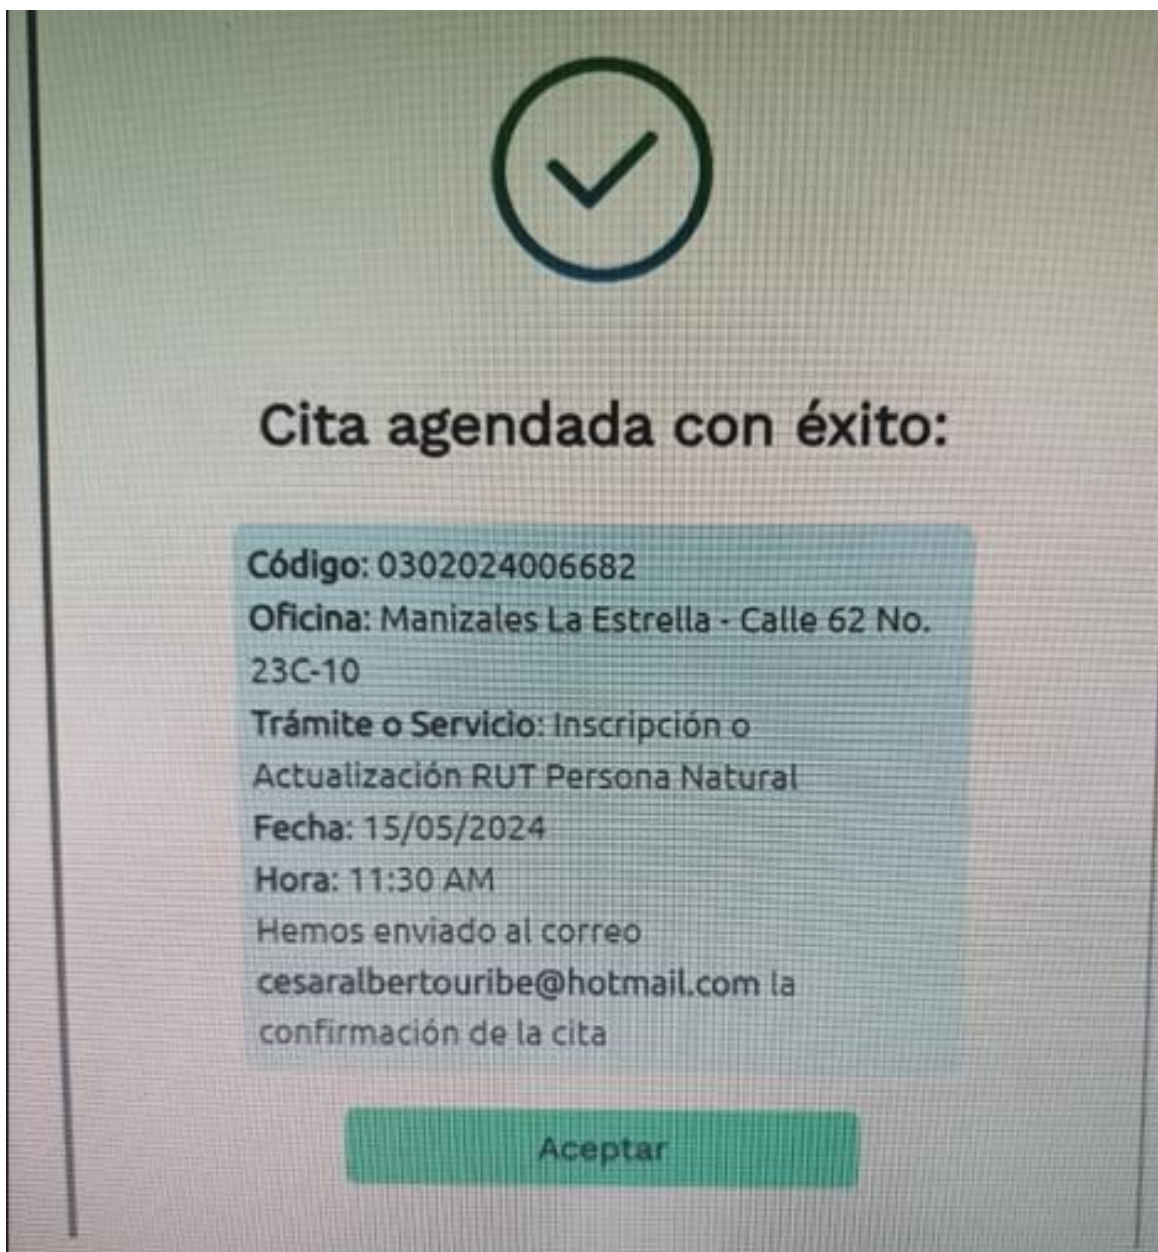 Cita agendada con éxito:
Código: 0302024006682
Oficina: Manizales La Estrella - Calle 62 No.
23C-10
Trámite o Servicio: Inscripción o
Actualización RUT Persona Natural
Fecha: 15/05/2024
Hora: 11:30 AM
Hemos enviado al correo
cesaralbertouribe@hotmail.com la
confirmación de la cita
Aceptar